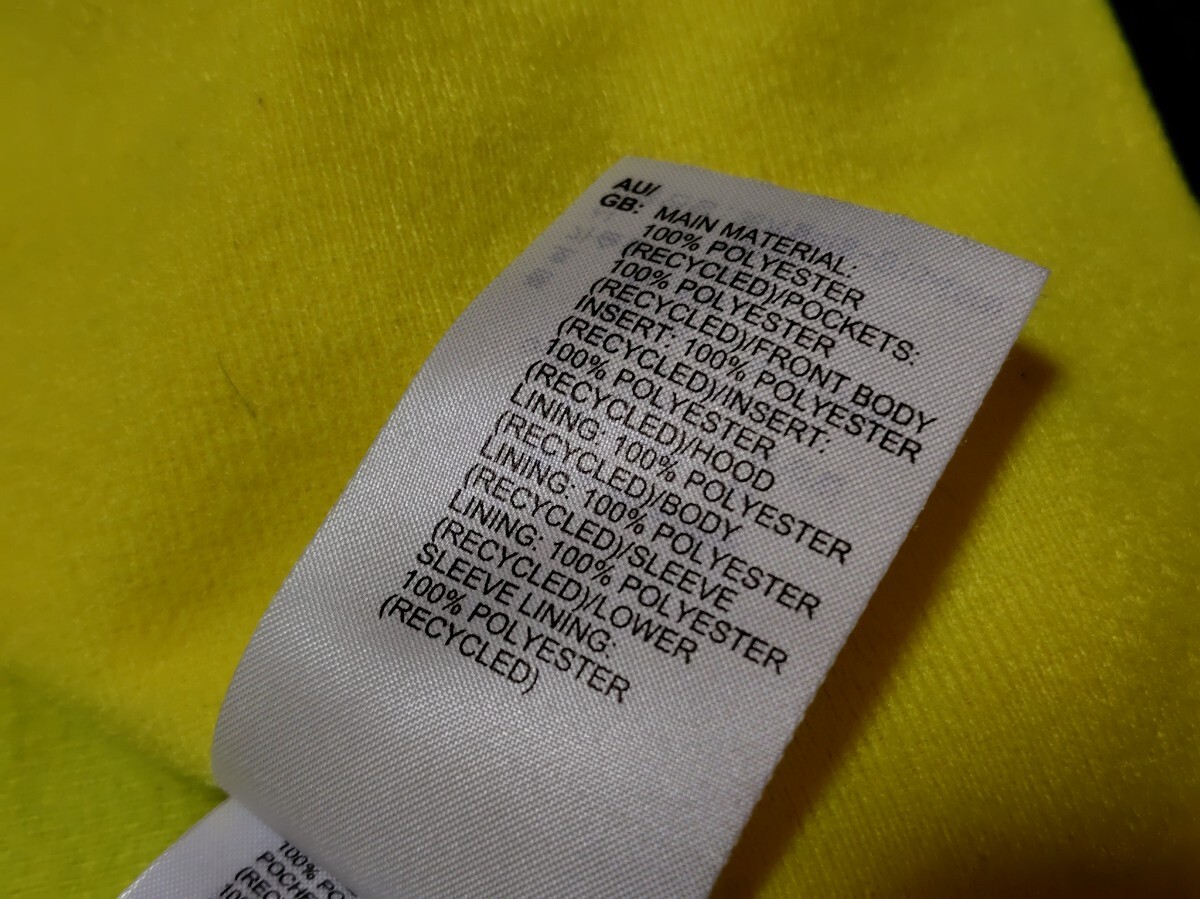 AU/
GB: MAIN MATERIAL:
100% POLYESTER
(RECYCLED)/POCKETS:
100% POLYESTER
(RECYCLED)/FRONT BODY
INSERT: 100% POLYESTER
(RECYCLED)/INSERT:
100% POLYESTER
(RECYCLED)/HOOD
LINING: 100% POLYESTER
(RECYCLED)/BODY
LINING: 100% POLYESTER
(RECYCLED)/SLEEVE
LINING: 100% POLYESTER
(RECYCLED)/LOWER
SLEEVE LINING:
100% POLYESTER
(RECYCLED)
100%